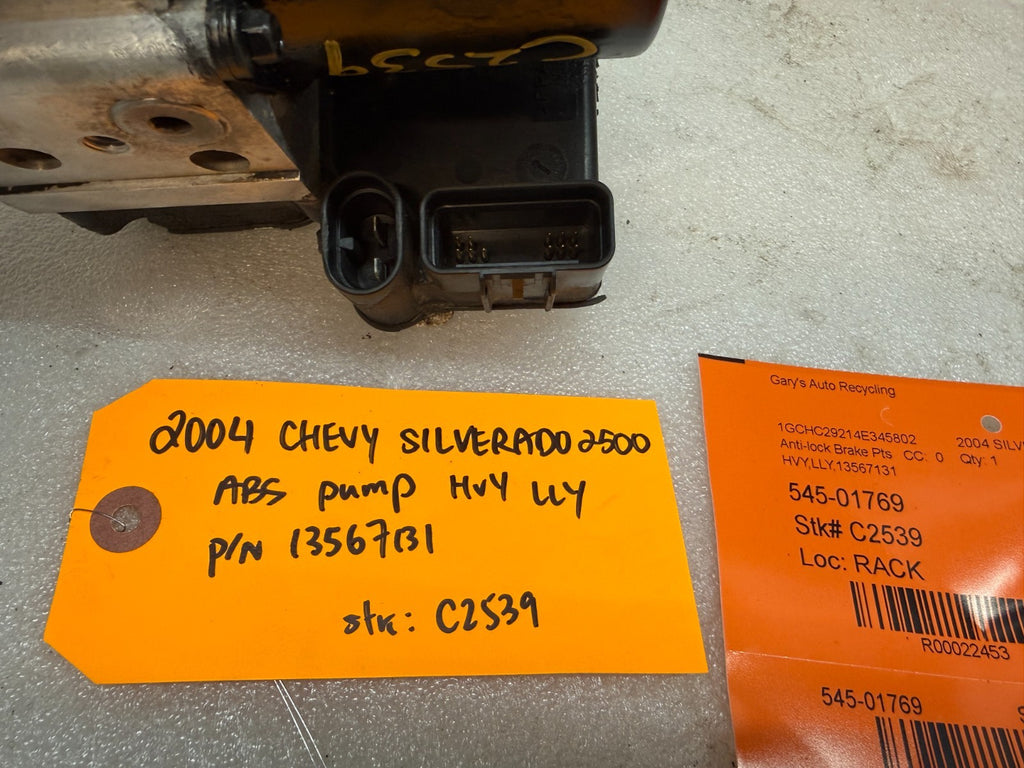 C2539
2004 CHEVY SILVERADO 2500
ABS pump HVY LLY
P/N 13567131
stk: C2539
Gary's Auto Recycling
1GCHC29214E345802 2004 SILV
Anti-lock Brake Pts CC: 0 Qty: 1
HVY,LLY,13567131
545-01769
Stk# C2539
Loc: RACK
R00022453
545-01769
S